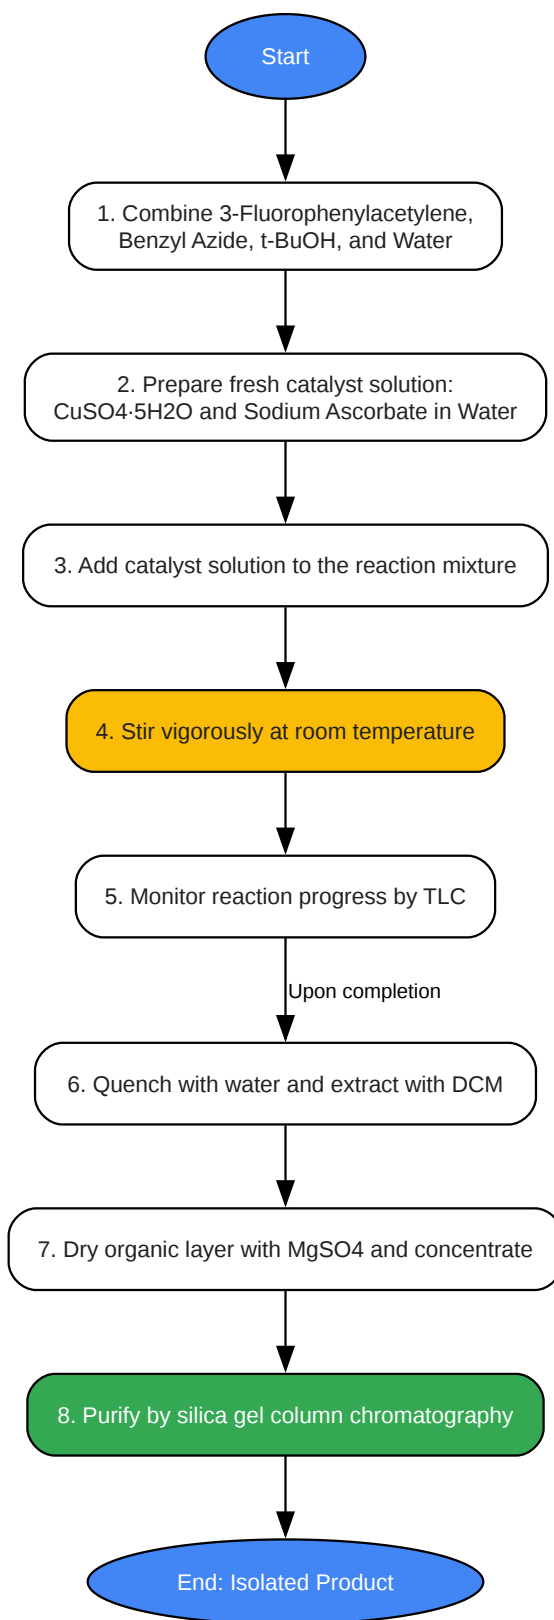 Start
1. Combine 3-Fluorophenylacetylene,
Benzyl Azide, t-BuOH, and Water
2. Prepare fresh catalyst solution:
CuSO4·5H2O and Sodium Ascorbate in Water
3. Add catalyst solution to the reaction mixture
4. Stir vigorously at room temperature
5. Monitor reaction progress by TLC
Upon completion
6. Quench with water and extract with DCM
7. Dry organic layer with MgSO4 and concentrate
8. Purify by silica gel column chromatography
End: Isolated Product